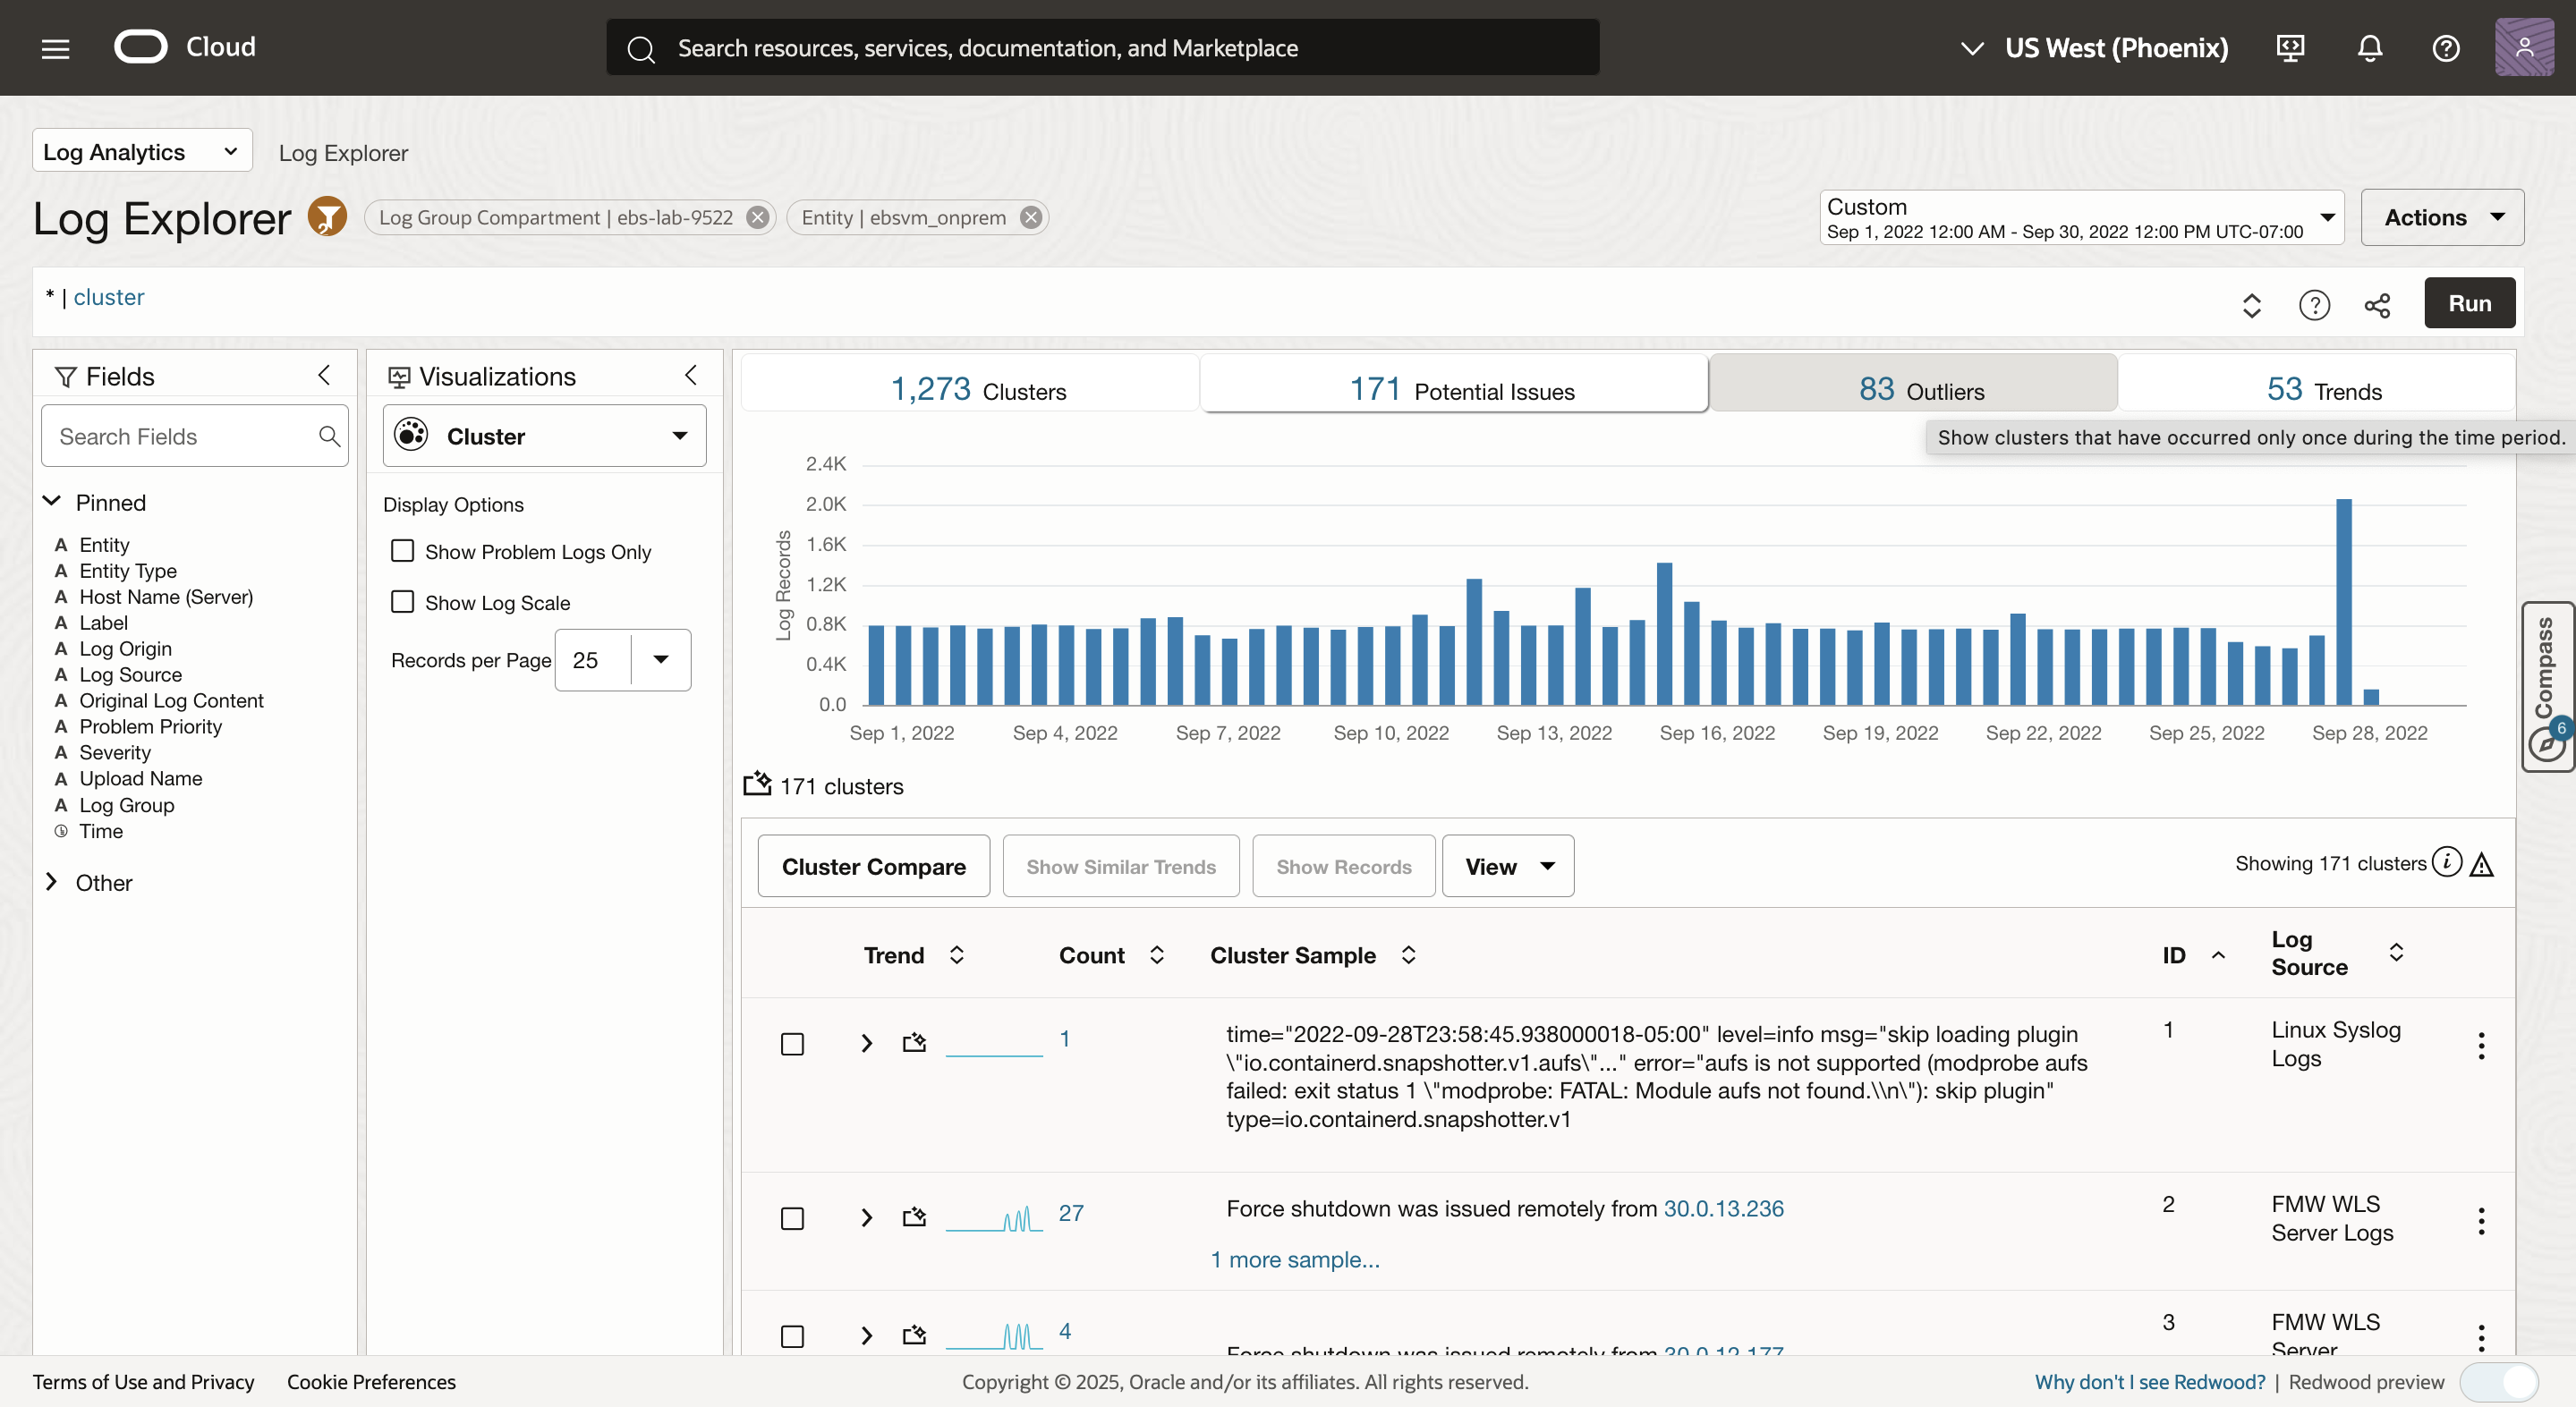 Cloud
Search resources, services, documentation, and Marketplace
US West (Phoenix)
Log Analytics
Log Explorer
Log Explorer
2
Log Group Compartment | ebs-lab-9522
Entity | ebsvm_onprem
Custom
Sep 1, 2022 12:00 AM - Sep 30, 2022 12:00 PM UTC-07:00
Actions
* | cluster
Run
Fields
Search Fields
Pinned
A Entity
A Entity Type
A Host Name (Server)
A Label
A Log Origin
A Log Source
A Original Log Content
A Problem Priority
A Severity
A Upload Name
A Log Group
Time
Other
Visualizations
Cluster
Display Options
Show Problem Logs Only
Show Log Scale
Records per Page 25
1,273 Clusters
171 Potential Issues
83 Outliers
53 Trends
Show clusters that have occurred only once during the time period.
Log Records
2.4K
2.0K
1.6K
1.2K
0.8K
0.4K
0.0
Sep 1, 2022 Sep 4, 2022 Sep 7, 2022 Sep 10, 2022 Sep 13, 2022 Sep 16, 2022 Sep 19, 2022 Sep 22, 2022 Sep 25, 2022 Sep 28, 2022
Compass
6
171 clusters
Cluster Compare
Show Similar Trends
Show Records
View
Showing 171 clusters
Trend
Count
Cluster Sample
ID
Log
Source
1
time="2022-09-28T23:58:45.938000018-05:00" level=info msg="skip loading plugin
\"io.containerd.snapshotter.v1.aufs\"..." error="aufs is not supported (modprobe aufs
failed: exit status 1 \"modprobe: FATAL: Module aufs not found.\\n\"): skip plugin"
type=io.containerd.snapshotter.v1
1
Linux Syslog
Logs
27
Force shutdown was issued remotely from 30.0.13.236
1 more sample...
2
FMW WLS
Server Logs
4
Force shutdown was issued remotely from 30.0.12.177
3
FMW WLS
Server
Terms of Use and Privacy
Cookie Preferences
Copyright © 2025, Oracle and/or its affiliates. All rights reserved.
Why don't I see Redwood? | Redwood preview